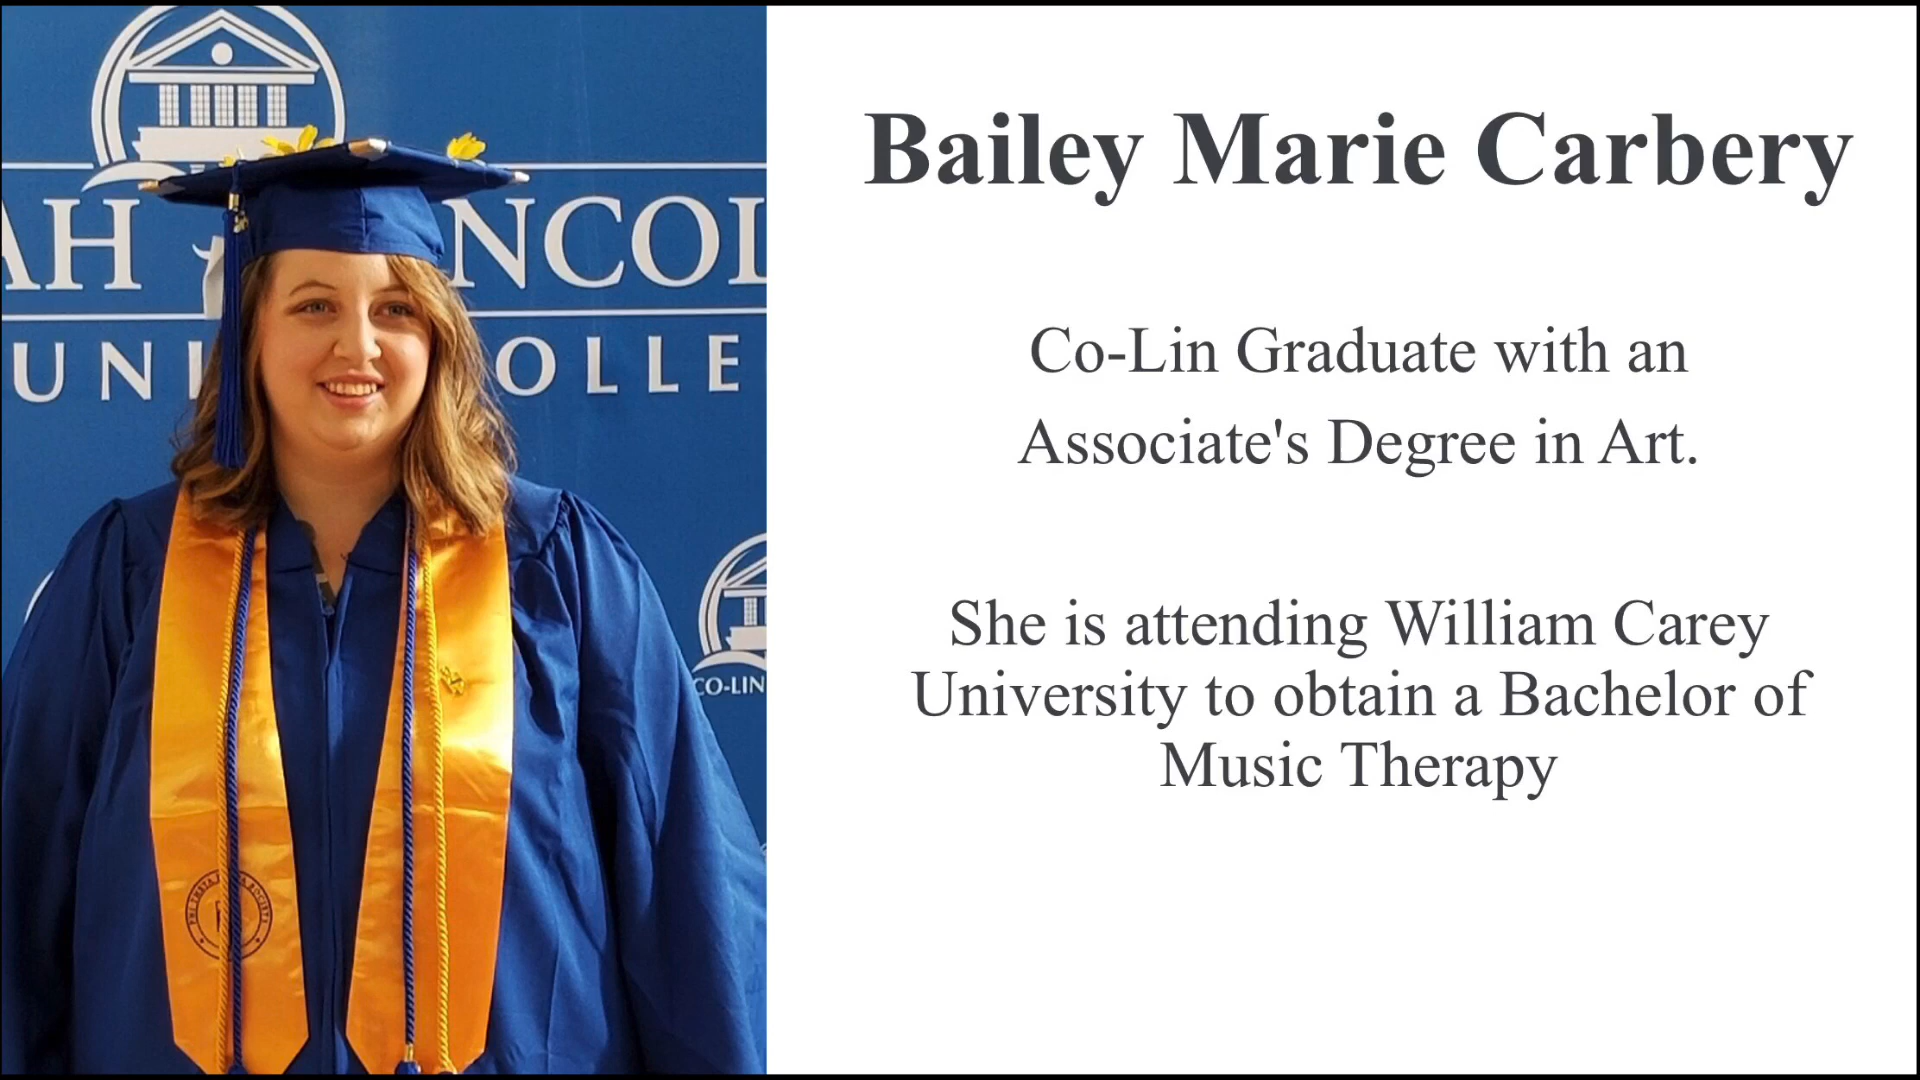 Bailey Marie Carbery
Co-Lin Graduate with an
Associate's Degree in Art.
She is attending William Carey
University to obtain a Bachelor of
Music Therapy
AH
NCOL
UNI
OLLE
CO-LIN